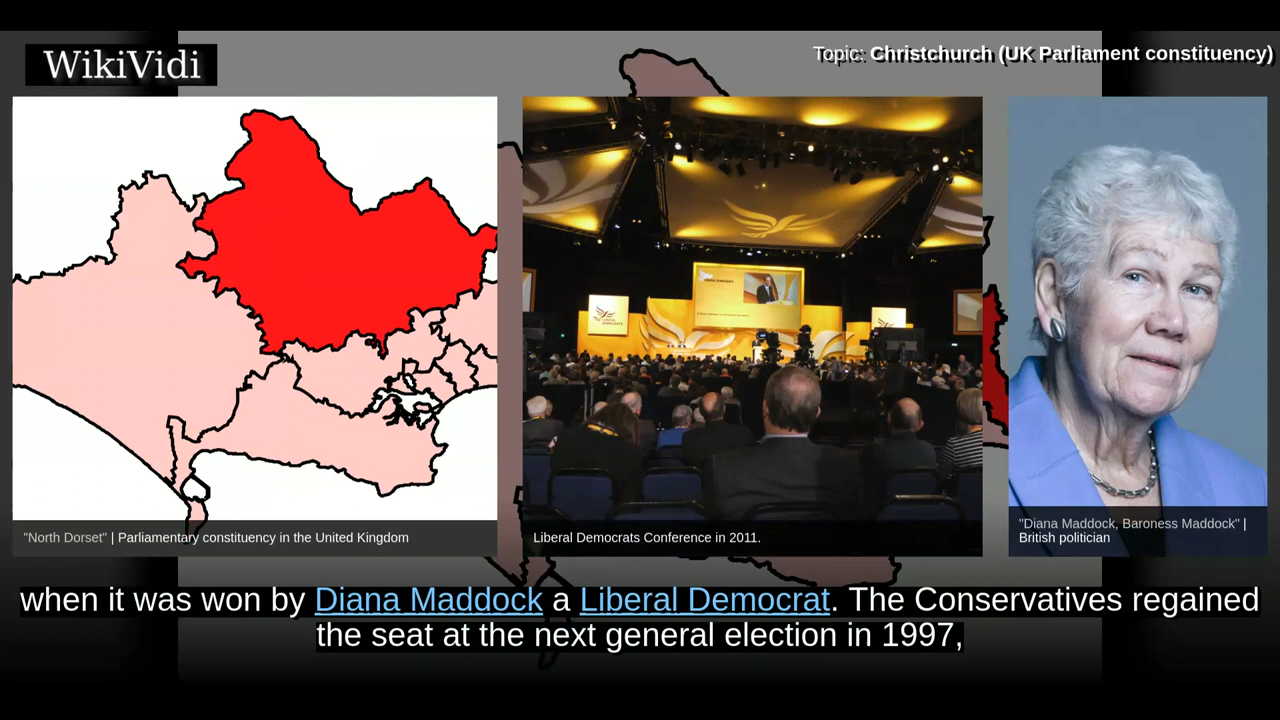 WikiVidi
Topic: Christchurch (UK Parliament constituency)
"North Dorset" | Parliamentary constituency in the United Kingdom
Liberal Democrats Conference in 2011.
"Diana Maddock, Baroness Maddock" |
British politician
when it was won by Diana Maddock a Liberal Democrat. The Conservatives regained
the seat at the next general election in 1997,